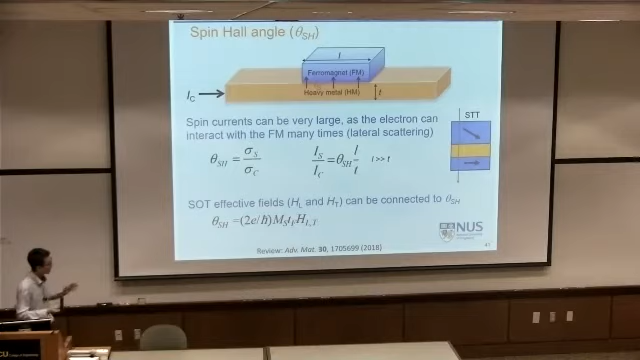 Spin Hall angle (θ_SH)
l
Ferromagnet (FM)
I_C
Heavy metal (HM)
t
Spin currents can be very large, as the electron can
interact with the FM many times (lateral scattering)
STT
θ_SH = σ_S / σ_C
I_S / I_C = θ_SH l / t
l >> t
SOT effective fields (H_L and H_T) can be connected to θ_SH
θ_SH =(2e/ħ)M_S t_F H_L,T
NUS
Review: Adv. Mat. 30, 1705699 (2018)